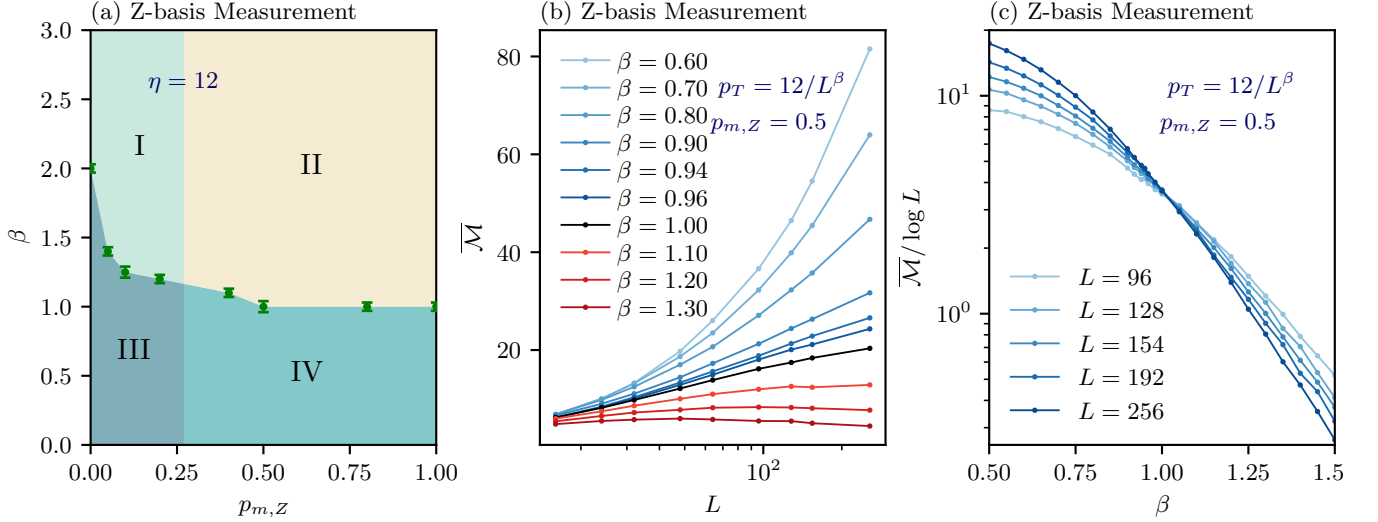 (a) Z-basis Measurement
3.0
2.5
2.0
1.5
1.0
0.5
0.0
β
0.00
0.25
0.50
0.75
1.00
p_{m,Z}
η = 12
I
II
III
IV
(b) Z-basis Measurement
80
60
40
20
\overline{ℳ}
10^2
L
β = 0.60
β = 0.70
β = 0.80
β = 0.90
β = 0.94
β = 0.96
β = 1.00
β = 1.10
β = 1.20
β = 1.30
p_T = 12/L^β
p_{m,Z} = 0.5
(c) Z-basis Measurement
10^1
10^0
\overline{ℳ}/ log L
0.50
0.75
1.00
1.25
1.5
β
p_T = 12/L^β
p_{m,Z} = 0.5
L = 96
L = 128
L = 154
L = 192
L = 256